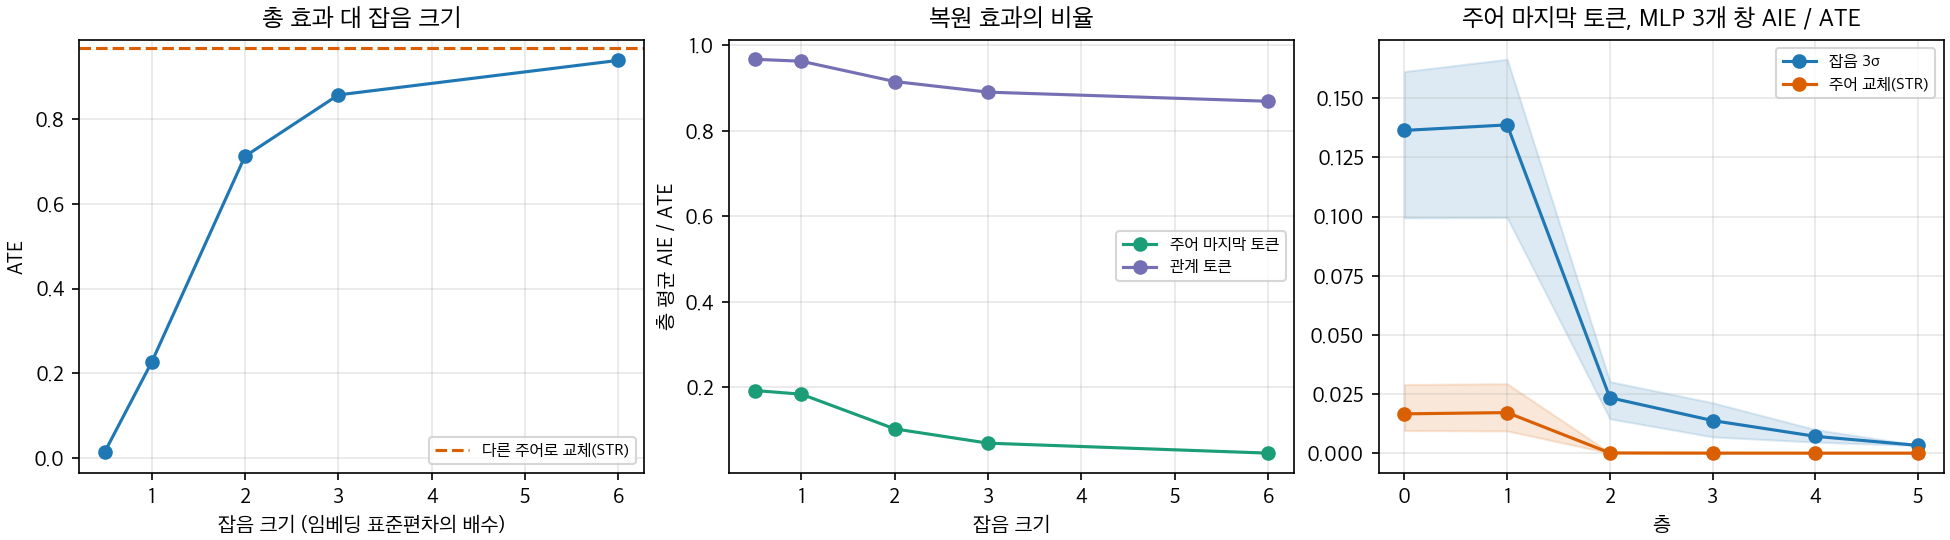 총 효과 대 잡음 크기
ATE
0.8
0.6
0.4
0.2
0.0
1 2 3 4 5 6
잡음 크기 (임베딩 표준편차의 배수)
다른 주어로 교체(STR)
복원 효과의 비율
층 평균 AIE / ATE
1.0
0.8
0.6
0.4
0.2
1 2 3 4 5 6
잡음 크기
주어 마지막 토큰
관계 토큰
주어 마지막 토큰, MLP 3개 창 AIE / ATE
0.150
0.125
0.100
0.075
0.050
0.025
0.000
0 1 2 3 4 5
층
잡음 3σ
주어 교체(STR)